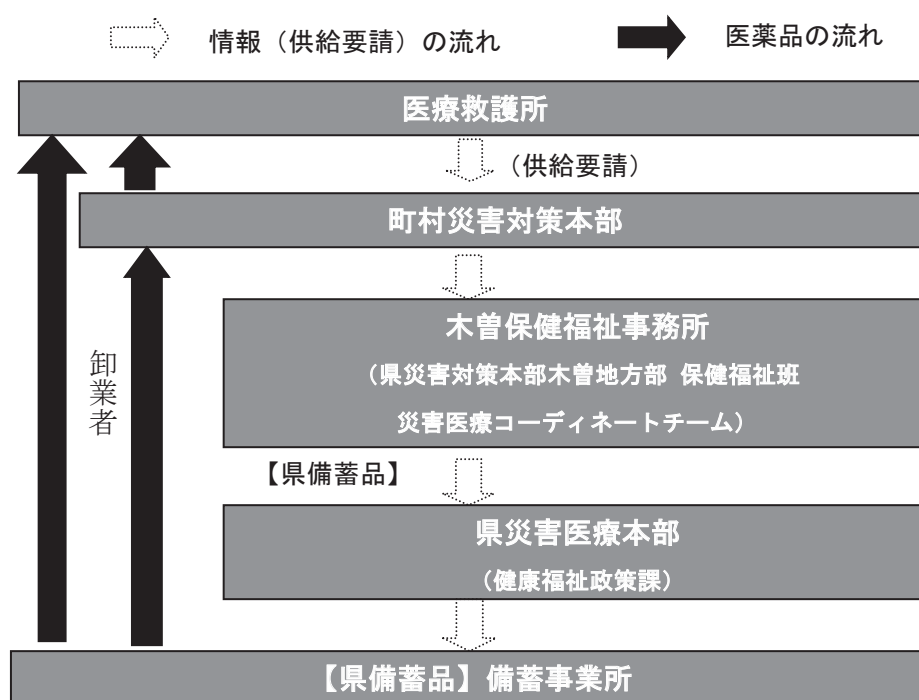 情報（供給要請）の流れ
医薬品の流れ
医療救護所
（供給要請）
町村災害対策本部
木曽保健福祉事務所
（県災害対策本部木曽地方部 保健福祉班
災害医療コーディネートチーム）
卸業者
【県備蓄品】
県災害医療本部
（健康福祉政策課）
【県備蓄品】備蓄事業所